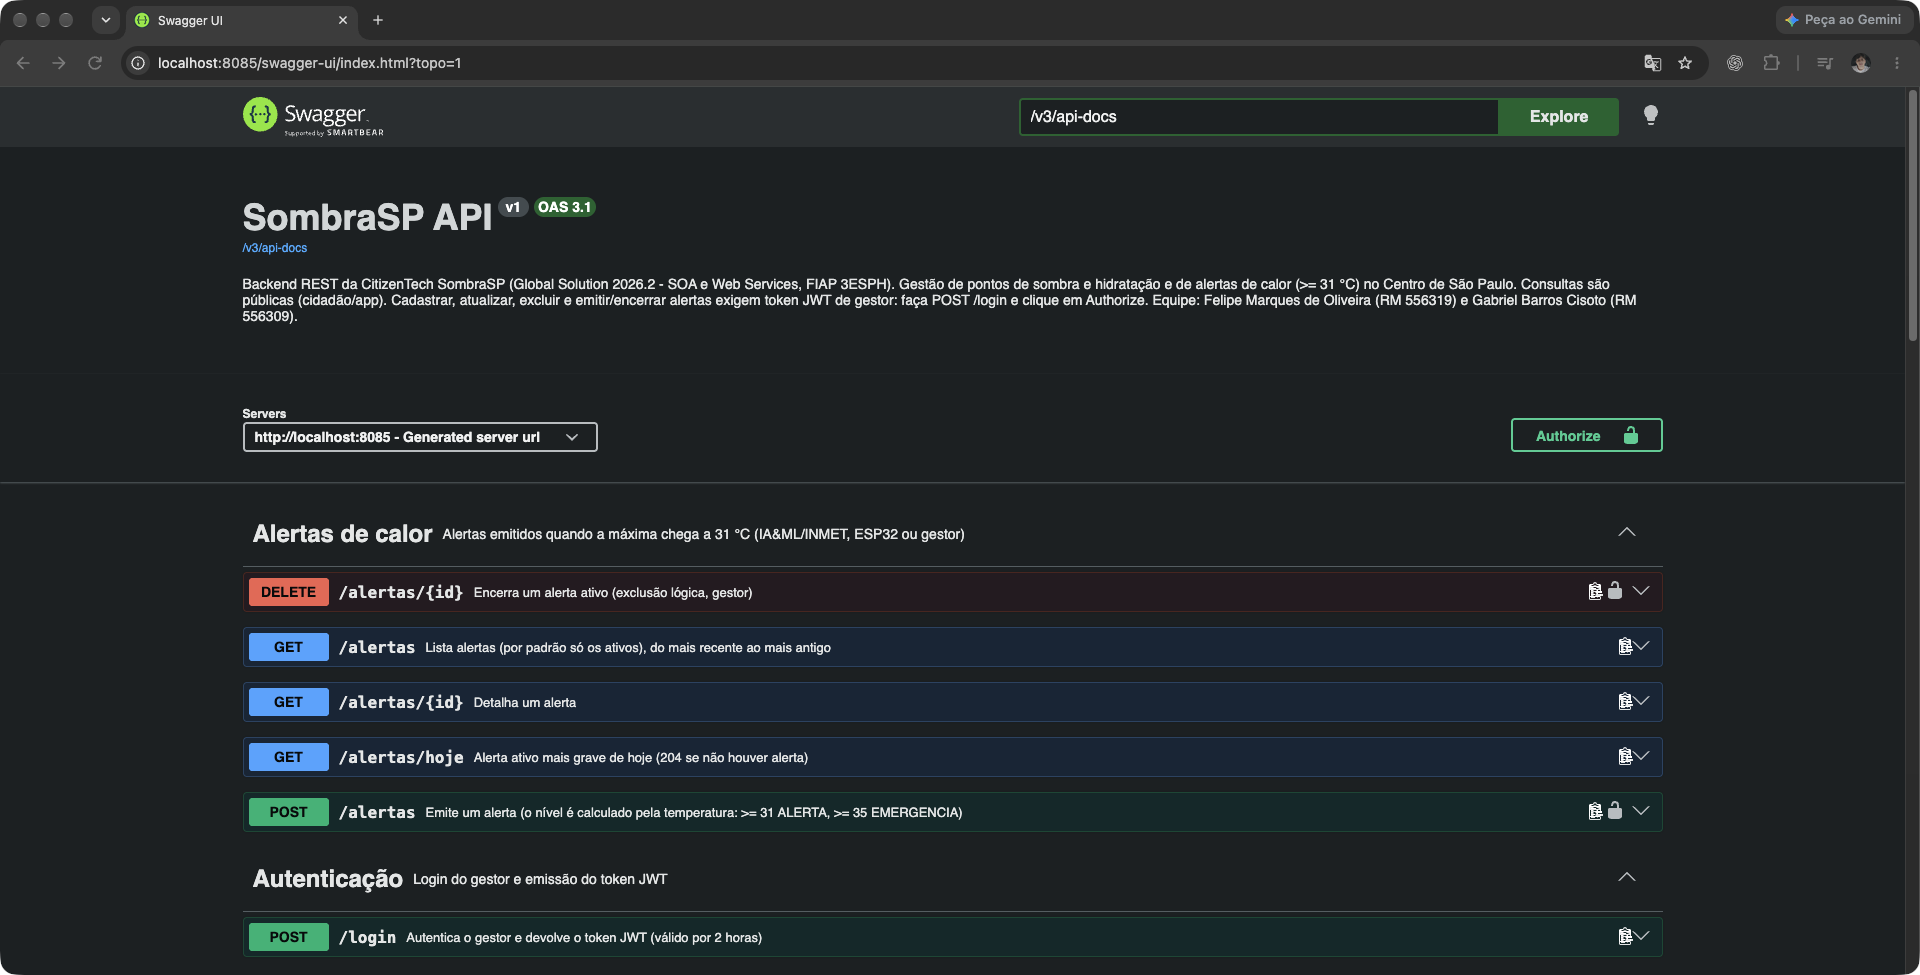 Swagger UI
Peça ao Gemini
localhost:8085/swagger-ui/index.html?topo=1
Swagger
Supported by SMARTBEAR
/v3/api-docs
Explore
SombraSP API v1 OAS 3.1
/v3/api-docs
Backend REST da CitizenTech SombraSP (Global Solution 2026.2 - SOA e Web Services, FIAP 3ESPH). Gestão de pontos de sombra e hidratação e de alertas de calor (>= 31 °C) no Centro de São Paulo. Consultas são
públicas (cidadão/app). Cadastrar, atualizar, excluir e emitir/encerrar alertas exigem token JWT de gestor: faça POST /login e clique em Authorize. Equipe: Felipe Marques de Oliveira (RM 556319) e Gabriel Barros Cisoto (RM
556309).
Servers
http://localhost:8085 - Generated server url
Authorize
Alertas de calor Alertas emitidos quando a máxima chega a 31 °C (IA&ML/INMET, ESP32 ou gestor)
DELETE /alertas/{id} Encerra um alerta ativo (exclusão lógica, gestor)
GET /alertas Lista alertas (por padrão só os ativos), do mais recente ao mais antigo
GET /alertas/{id} Detalha um alerta
GET /alertas/hoje Alerta ativo mais grave de hoje (204 se não houver alerta)
POST /alertas Emite um alerta (o nível é calculado pela temperatura: >= 31 ALERTA, >= 35 EMERGENCIA)
Autenticação Login do gestor e emissão do token JWT
POST /login Autentica o gestor e devolve o token JWT (válido por 2 horas)